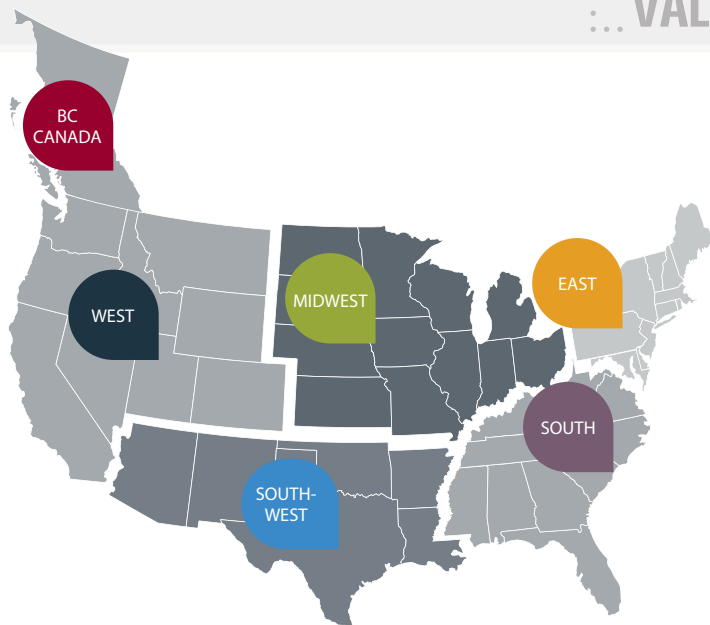 :... VAL
BC
CANADA
WEST
MIDWEST
EAST
SOUTH
SOUTH-
WEST